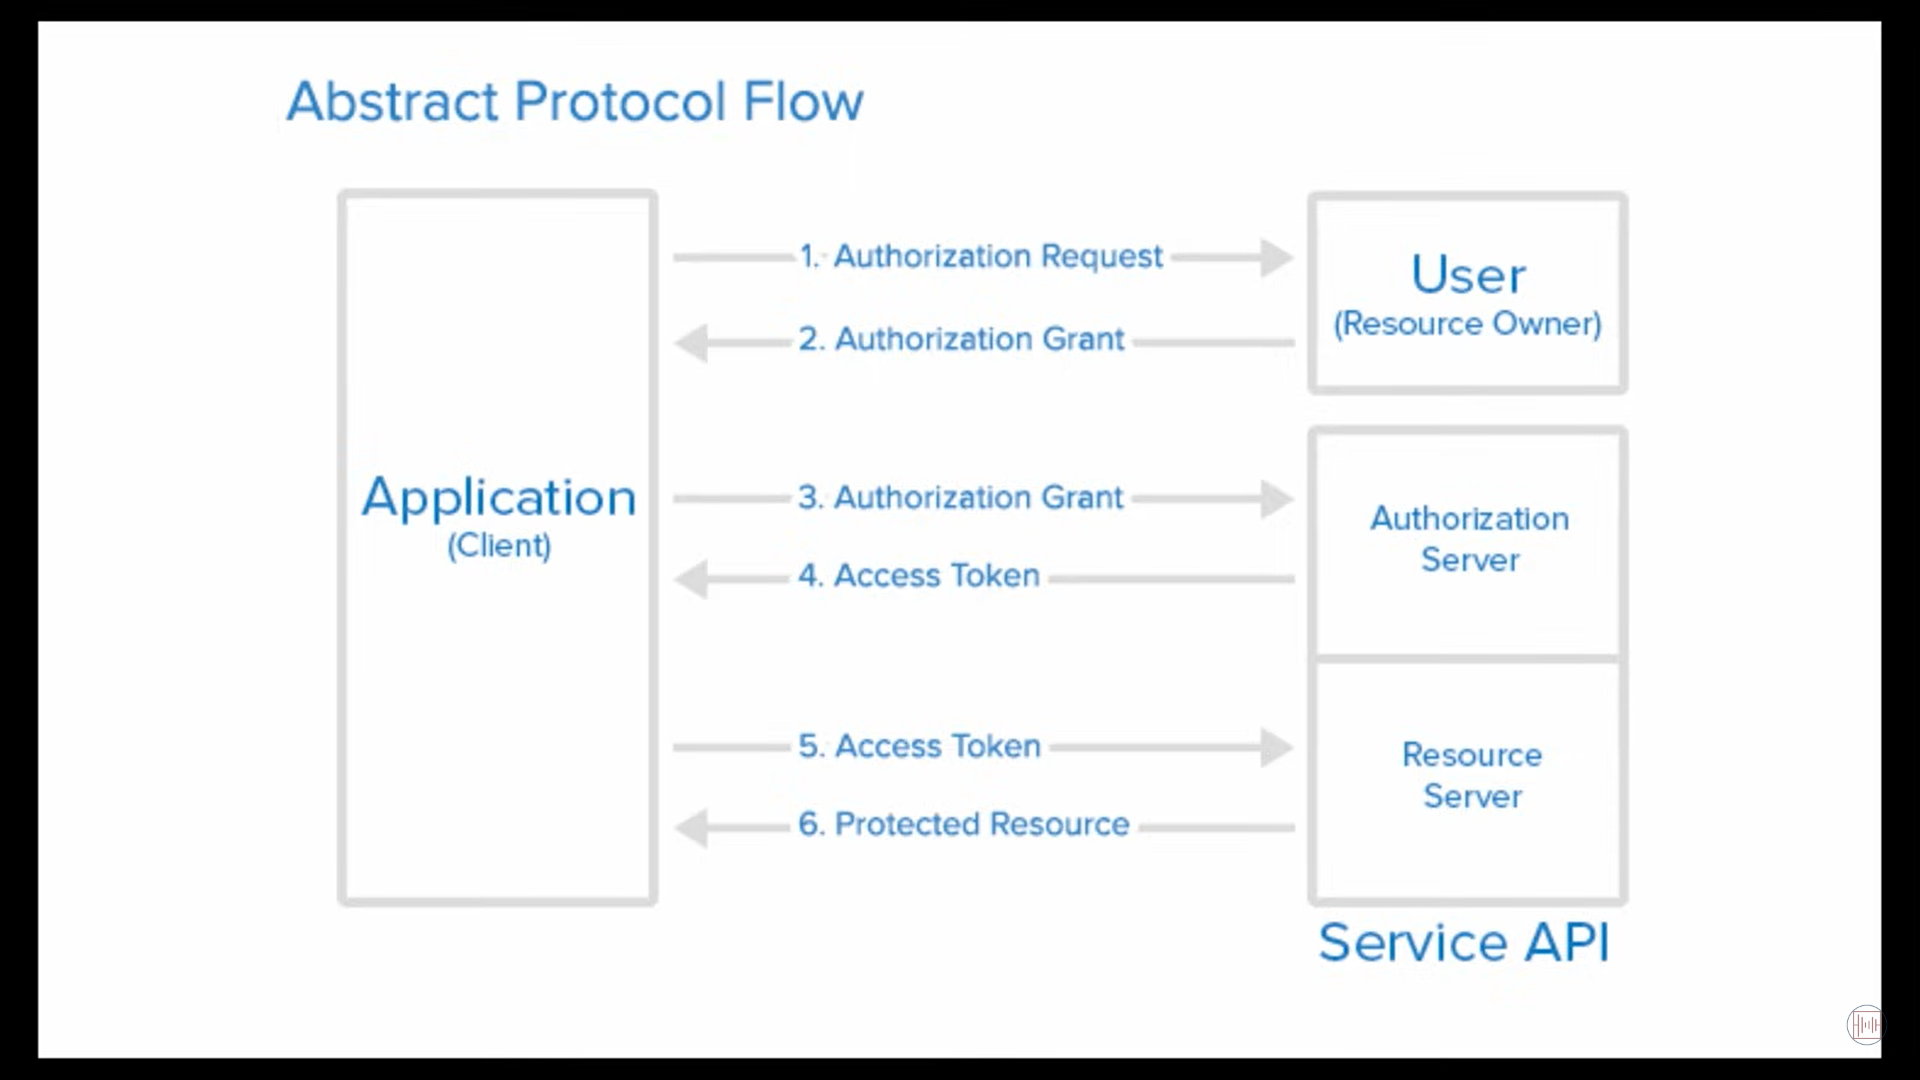 Abstract Protocol Flow
1. Authorization Request
User
(Resource Owner)
2. Authorization Grant
Application
(Client)
3. Authorization Grant
Authorization
Server
4. Access Token
5. Access Token
Resource
Server
6. Protected Resource
Service API